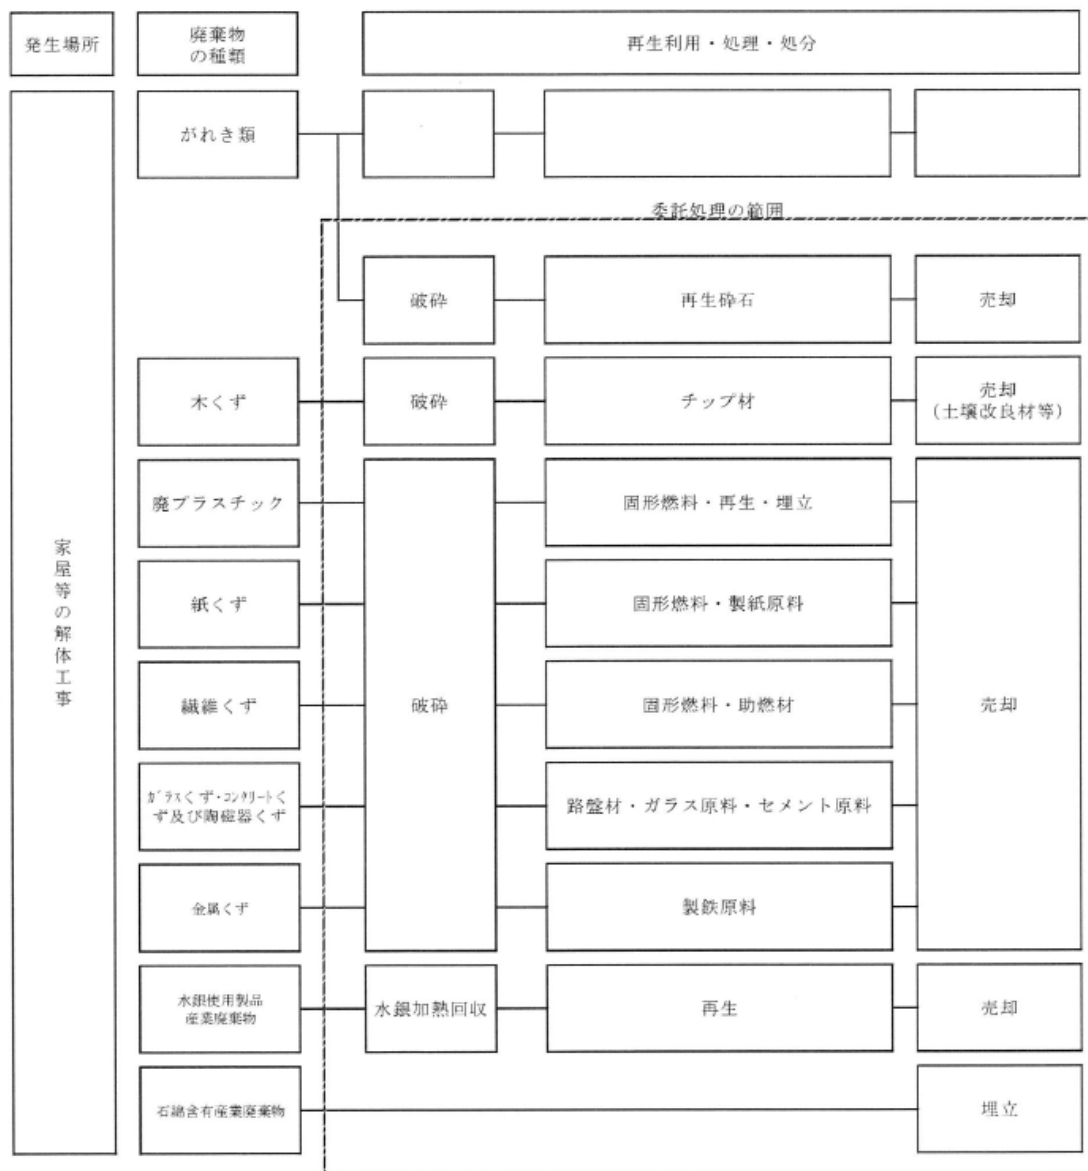 発生場所
廃棄物
の種類
再生利用・処理・処分
家屋等の解体工事
がれき類
委託処理の範囲
破砕
再生砕石
売却
木くず
破砕
チップ材
売却
(土壌改良材等)
廃プラスチック
固形燃料・再生・埋立
紙くず
固形燃料・製紙原料
繊維くず
破砕
固形燃料・助燃材
売却
ガラスくず・コンクリートく
ず及び陶磁器くず
路盤材・ガラス原料・セメント原料
金属くず
製鉄原料
水銀使用製品
産業廃棄物
水銀加熱回収
再生
売却
石綿含有産業廃棄物
埋立